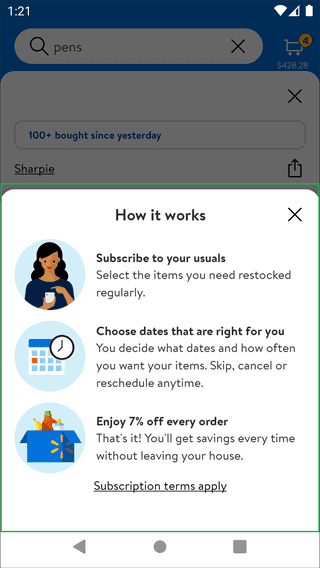 1:21
pens
4
$428.28
100+ bought since yesterday
Sharpie
How it works
Subscribe to your usuals
Select the items you need restocked
regularly.
Choose dates that are right for you
You decide what dates and how often
you want your items. Skip, cancel or
reschedule anytime.
Enjoy 7% off every order
That's it! You'll get savings every time
without leaving your house.
Subscription terms apply